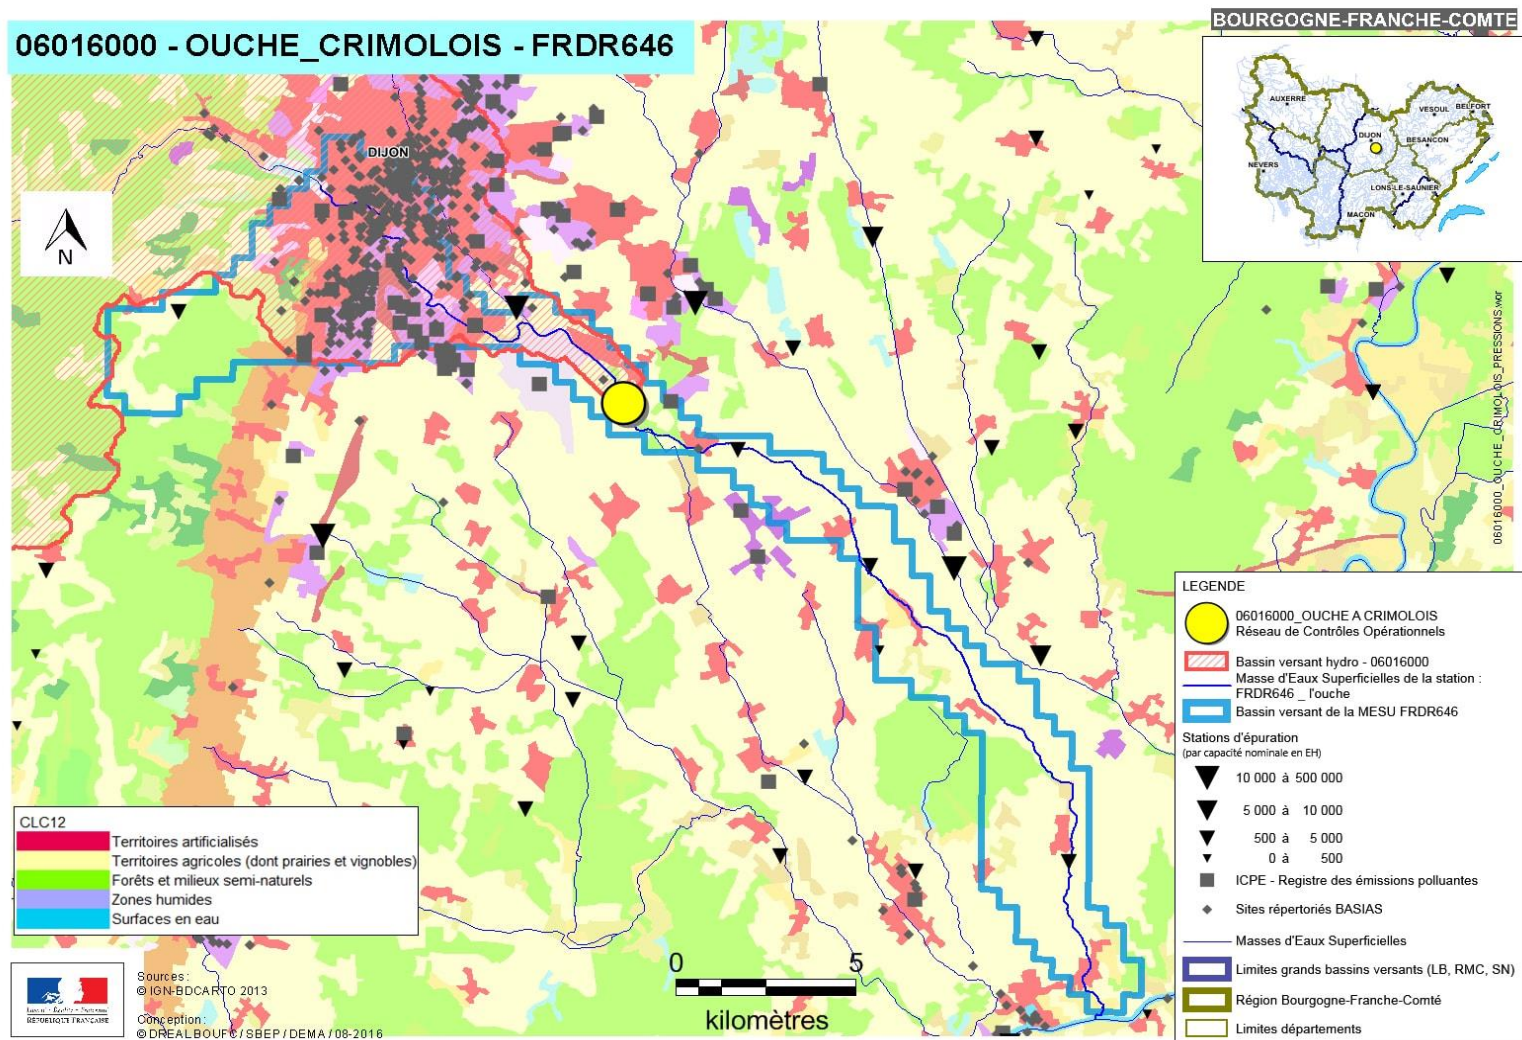 06016000 - OUCHE_CRIMOLOIS - FRDR646
BOURGOGNE-FRANCHE-COMTE
AUXERRE
VESOUL
BELFORT
DIJON
BESANCON
NEVERS
LONS-LE-SAUNIER
MACON
DIJON
N
06016000_OUCHE_CRIMOLOIS_PRESSIONS.wor
LEGENDE
06016000_OUCHE A CRIMOLOIS
Réseau de Contrôles Opérationnels
Bassin versant hydro - 06016000
Masse d'Eaux Superficielles de la station :
FRDR646 _ l'ouche
Bassin versant de la MESU FRDR646
Stations d'épuration
(par capacité nominale en EH)
10 000 à 500 000
5 000 à 10 000
500 à 5 000
0 à 500
ICPE - Registre des émissions polluantes
Sites répertoriés BASIAS
Masses d'Eaux Superficielles
Limites grands bassins versants (LB, RMC, SN)
Région Bourgogne-Franche-Comté
Limites départements
CLC12
Territoires artificialisés
Territoires agricoles (dont prairies et vignobles)
Forêts et milieux semi-naturels
Zones humides
Surfaces en eau
0 5
kilomètres
Liberté • Égalité • Fraternité
RÉPUBLIQUE FRANÇAISE
Sources :
© IGN-BDCARTO 2013
Conception :
© DREAL BOUFC / SBEP / DEMA / 08-2016